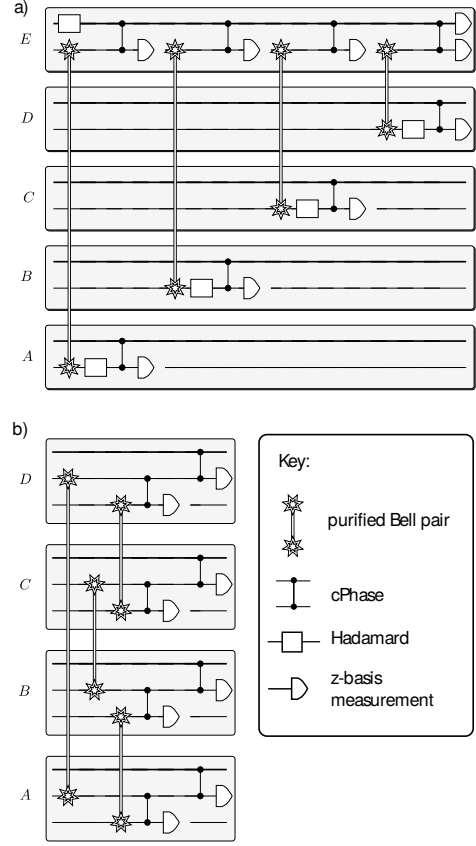 a)
E
D
C
B
A
b)
D
C
B
A
Key:
purified Bell pair
cPhase
Hadamard
z-basis
measurement